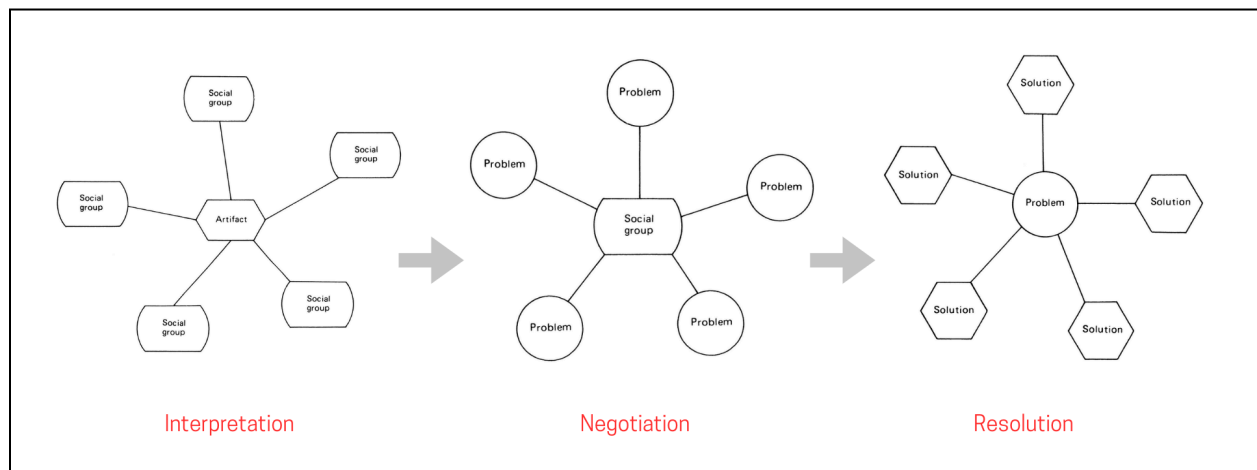 Social
group
Social
group
Social
group
Artifact
Social
group
Social
group
Interpretation
Problem
Problem
Problem
Social
group
Problem
Problem
Negotiation
Solution
Solution
Solution
Problem
Solution
Solution
Resolution